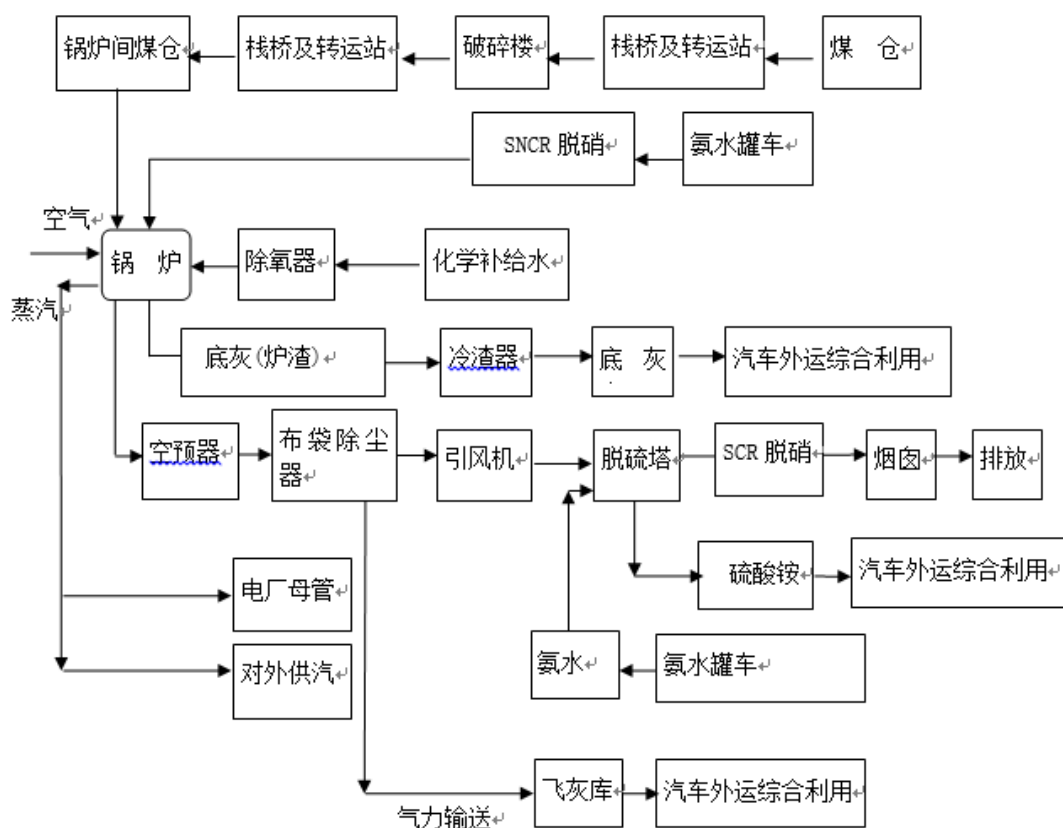 锅炉间煤仓
栈桥及转运站
破碎楼
栈桥及转运站
煤 仓
SNCR 脱硝
氨水罐车
空气
锅 炉
除氧器
化学补给水
蒸汽
底灰(炉渣)
冷渣器
底 灰
汽车外运综合利用
空预器
布袋除尘
器
引风机
脱硫塔
SCR 脱硝
烟囱
排放
硫酸铵
汽车外运综合利用
电厂母管
对外供汽
氨水
氨水罐车
飞灰库
汽车外运综合利用
气力输送